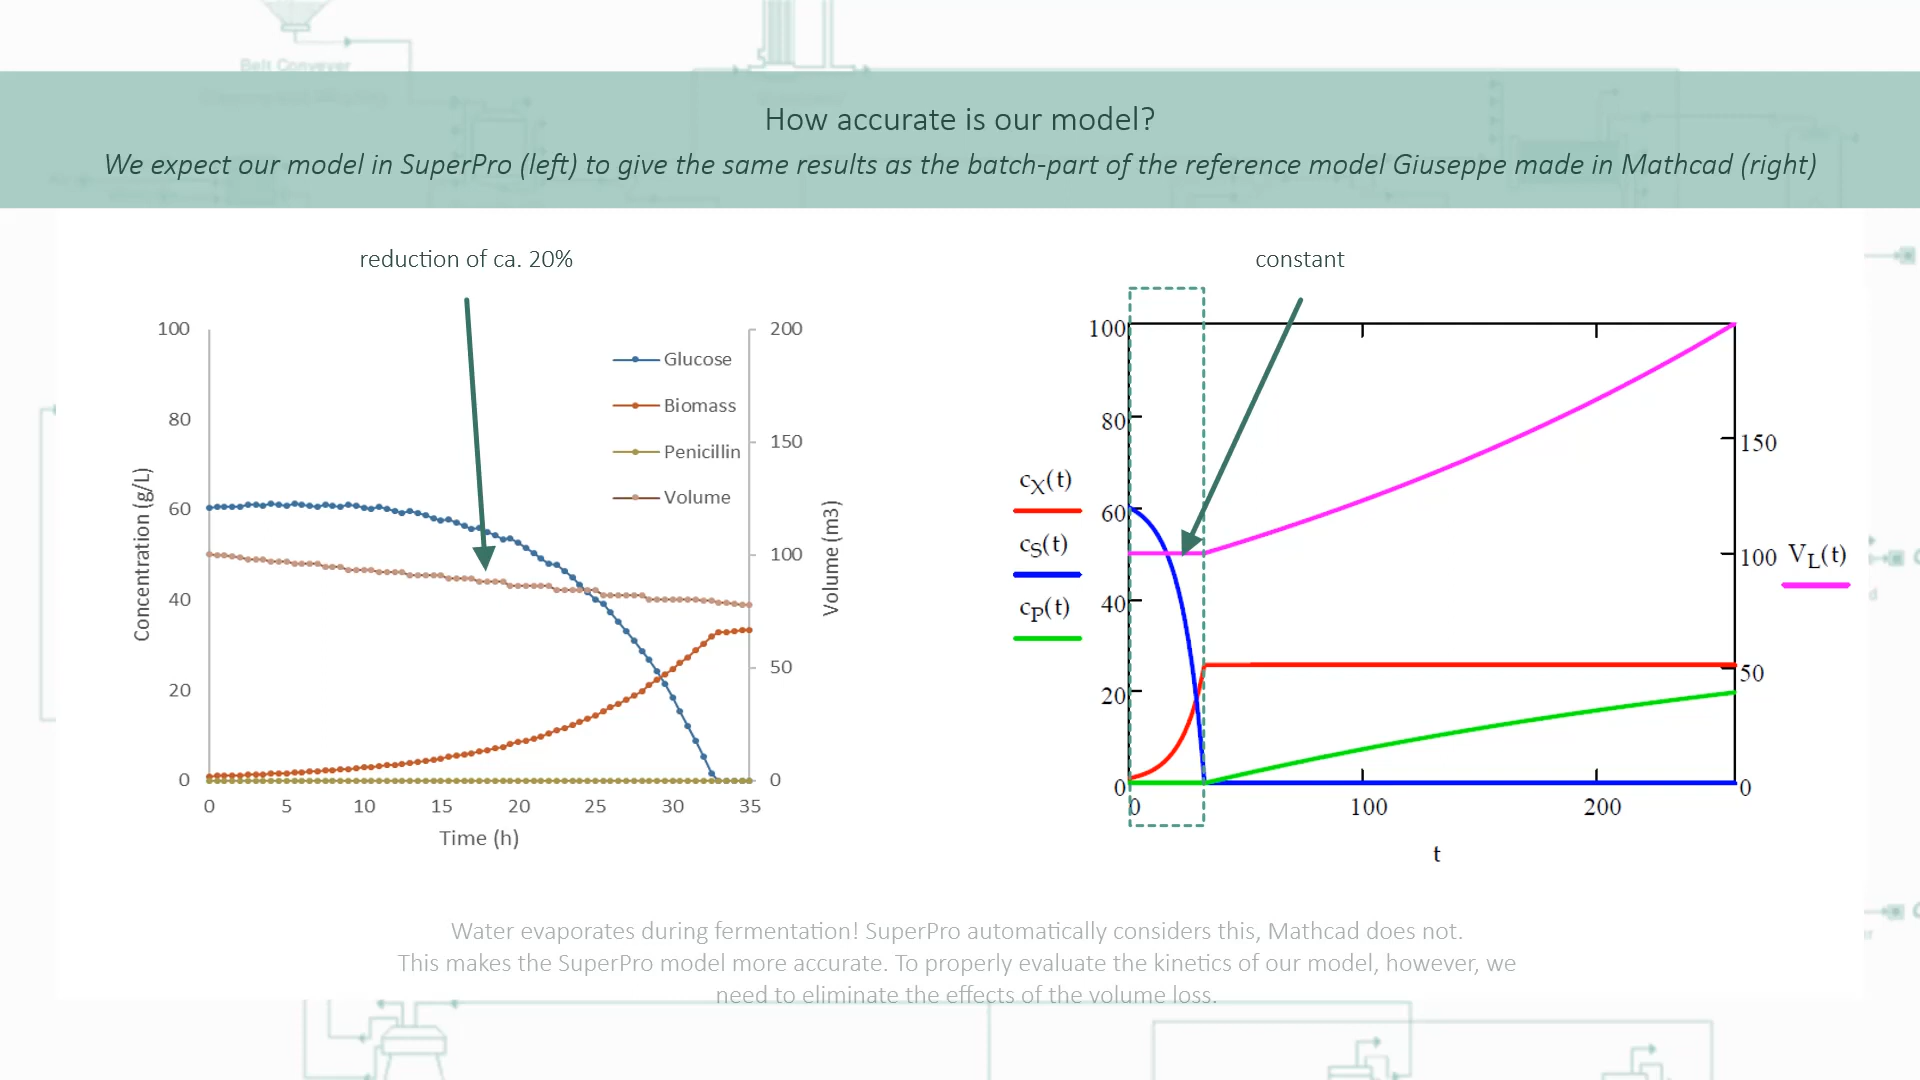 Belt Conveyer
How accurate is our model?
We expect our model in SuperPro (left) to give the same results as the batch-part of the reference model Giuseppe made in Mathcad (right)
reduction of ca. 20%
100
80
60
40
20
0
Concentration (g/L)
0 5 10 15 20 25 30 35
Time (h)
200
150
100
50
0
Volume (m3)
Glucose
Biomass
Penicillin
Volume
constant
cX(t)
cS(t)
cP(t)
100
80
60
40
20
0
0 100 200
t
150
100
50
0
VL(t)
Water evaporates during fermentation! SuperPro automatically considers this, Mathcad does not.
This makes the SuperPro model more accurate. To properly evaluate the kinetics of our model, however, we
need to eliminate the effects of the volume loss.